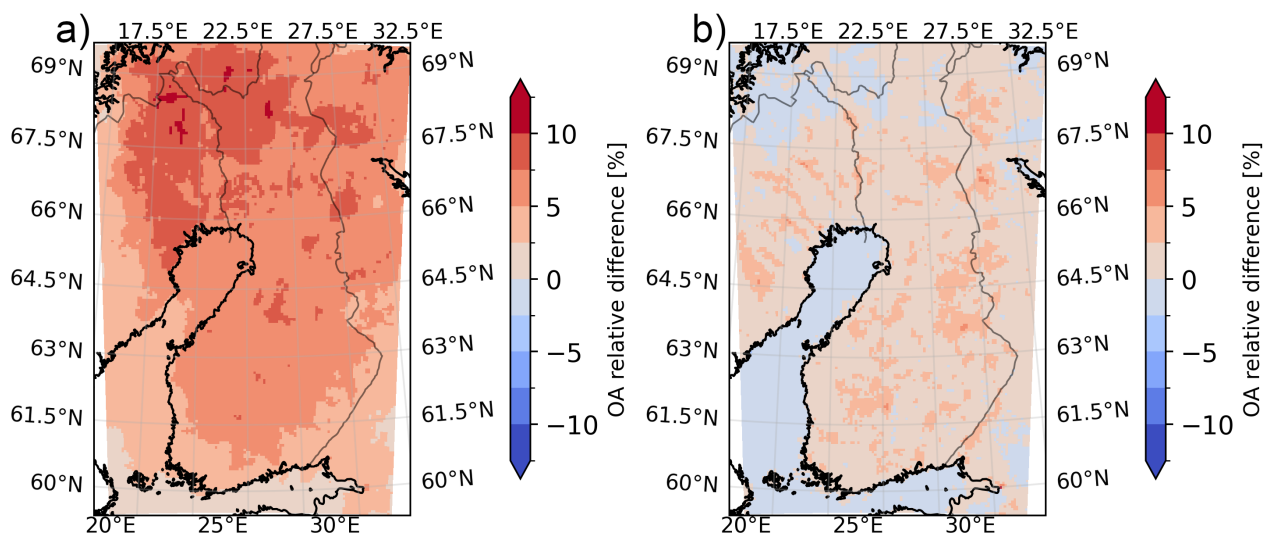 a) 17.5°E 22.5°E 27.5°E 32.5°E
69°N 69°N
67.5°N 67.5°N
66°N 66°N
64.5°N 64.5°N
63°N 63°N
61.5°N 61.5°N
60°N 60°N
20°E 25°E 30°E
10
5
0
−5
−10
OA relative difference [%]
b) 17.5°E 22.5°E 27.5°E 32.5°E
69°N 69°N
67.5°N 67.5°N
66°N 66°N
64.5°N 64.5°N
63°N 63°N
61.5°N 61.5°N
60°N 60°N
20°E 25°E 30°E
10
5
0
−5
−10
OA relative difference [%]